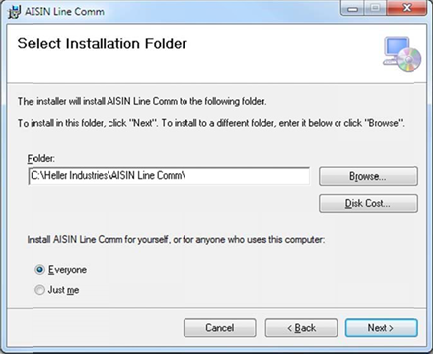 AISIN Line Comm
Select Installation Folder
The installer will install AISIN Line Comm to the following folder.
To install in this folder, click "Next". To install to a different folder, enter it below or click "Browse".
Folder:
C:\Heller Industries\AISIN Line Comm\
Browse...
Disk Cost...
Install AISIN Line Comm for yourself, or for anyone who uses this computer:
Everyone
Just me
Cancel
< Back
Next >